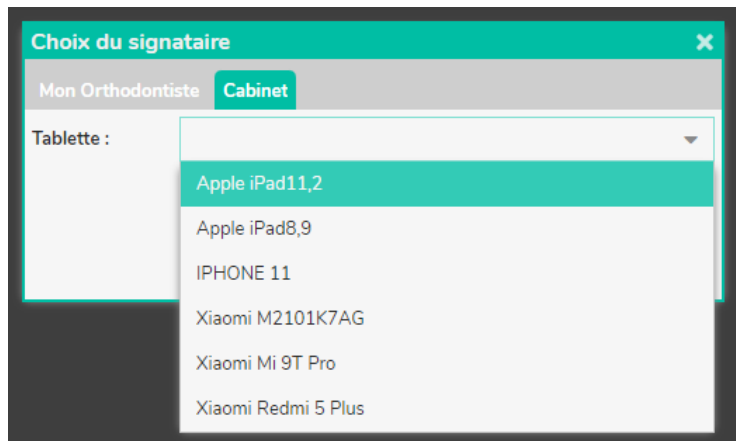 Choix du signataire
Mon Orthodontiste Cabinet
Tablette :
Apple iPad11,2
Apple iPad8,9
IPHONE 11
Xiaomi M2101K7AG
Xiaomi Mi 9T Pro
Xiaomi Redmi 5 Plus